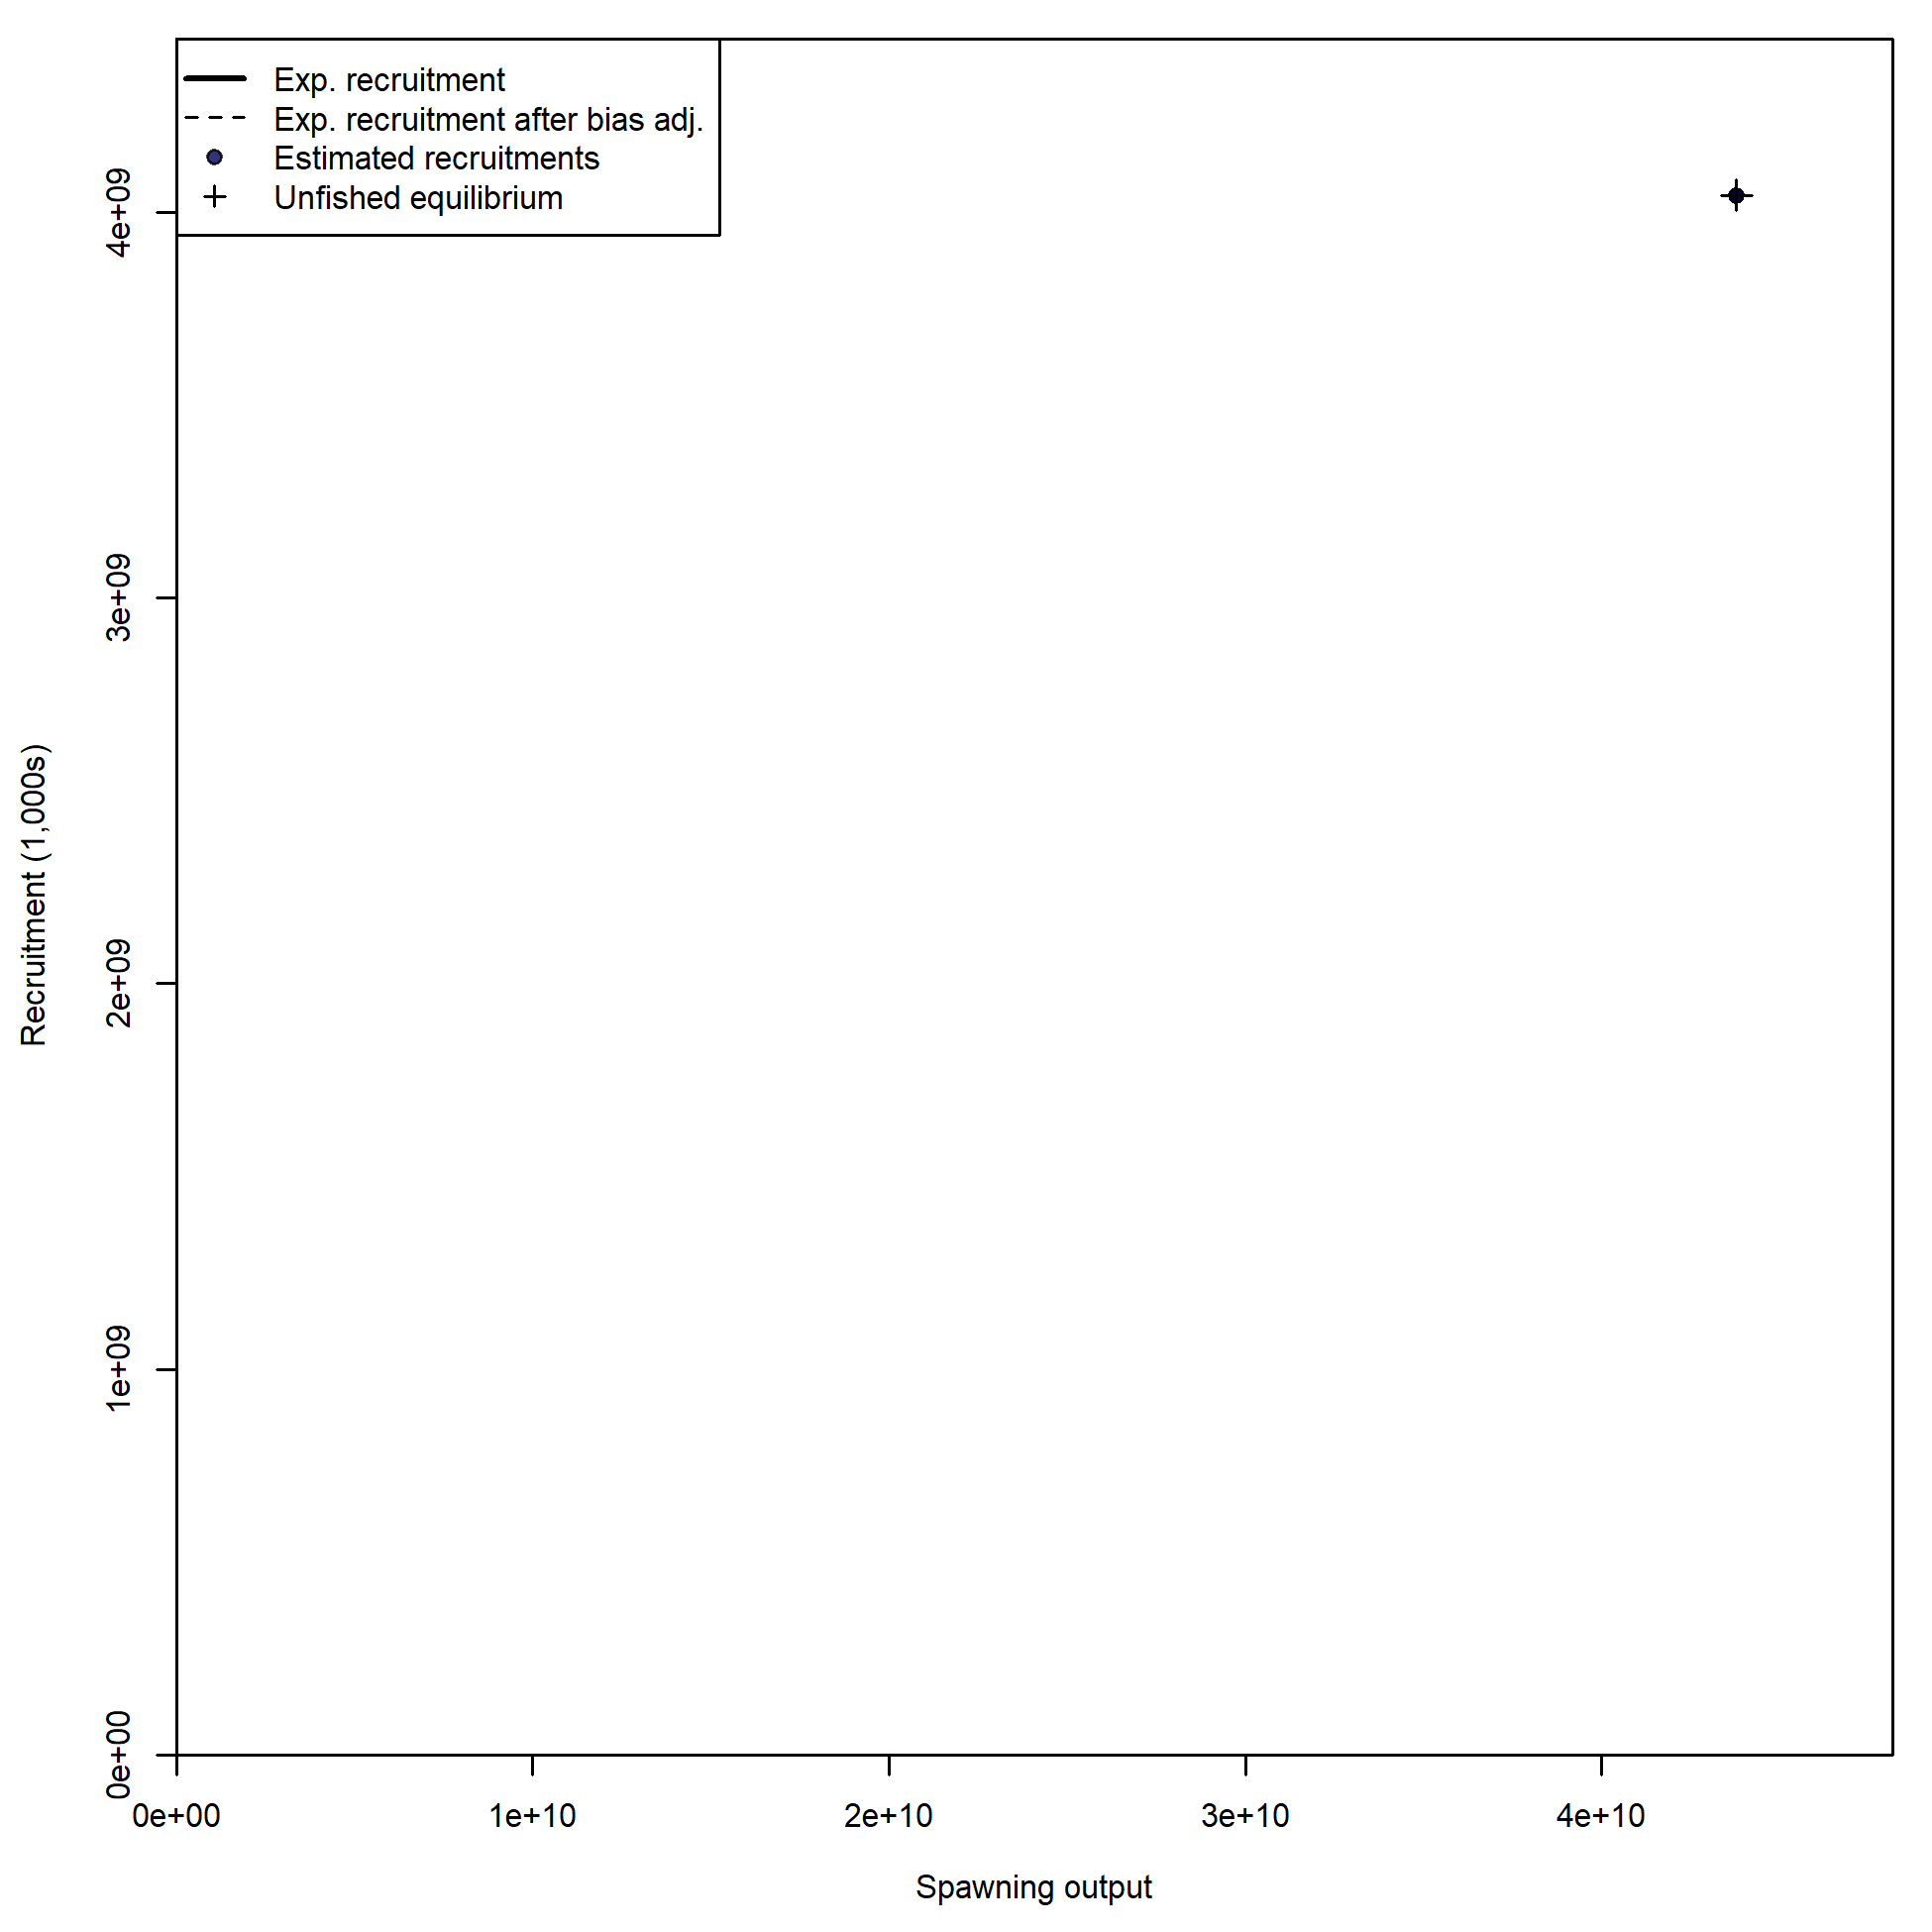 Exp. recruitment
Exp. recruitment after bias adj.
Estimated recruitments
Unfished equilibrium
4e+09
3e+09
2e+09
1e+09
0e+00
Recruitment (1,000s)
0e+00
1e+10
2e+10
3e+10
4e+10
Spawning output